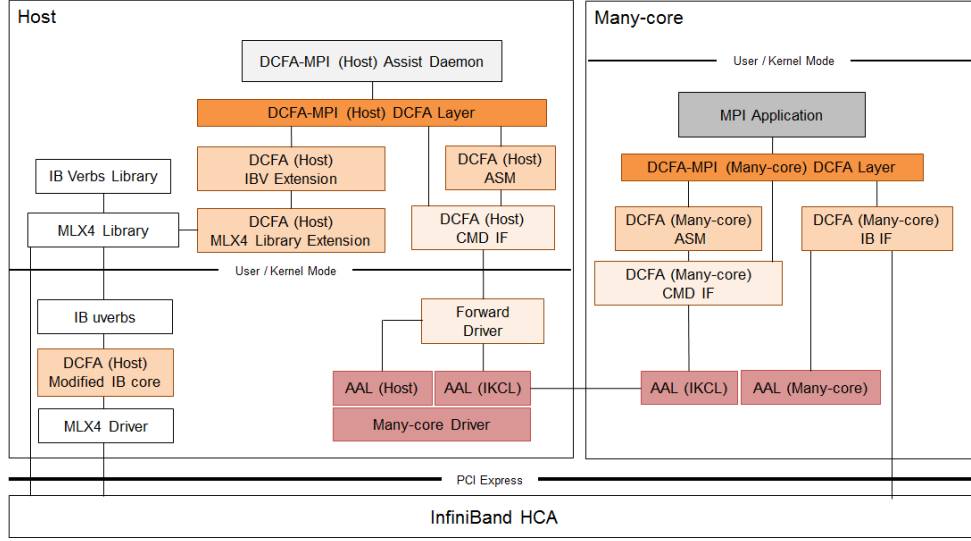 Host
DCFA-MPI (Host) Assist Daemon
DCFA-MPI (Host) DCFA Layer
DCFA (Host)
IBV Extension
DCFA (Host)
ASM
IB Verbs Library
MLX4 Library
DCFA (Host)
MLX4 Library Extension
DCFA (Host)
CMD IF
User / Kernel Mode
IB uverbs
Forward
Driver
DCFA (Host)
Modified IB core
AAL (Host)
AAL (IKCL)
MLX4 Driver
Many-core Driver
Many-core
User / Kernel Mode
MPI Application
DCFA-MPI (Many-core) DCFA Layer
DCFA (Many-core)
ASM
DCFA (Many-core)
IB IF
DCFA (Many-core)
CMD IF
AAL (IKCL)
AAL (Many-core)
PCI Express
InfiniBand HCA